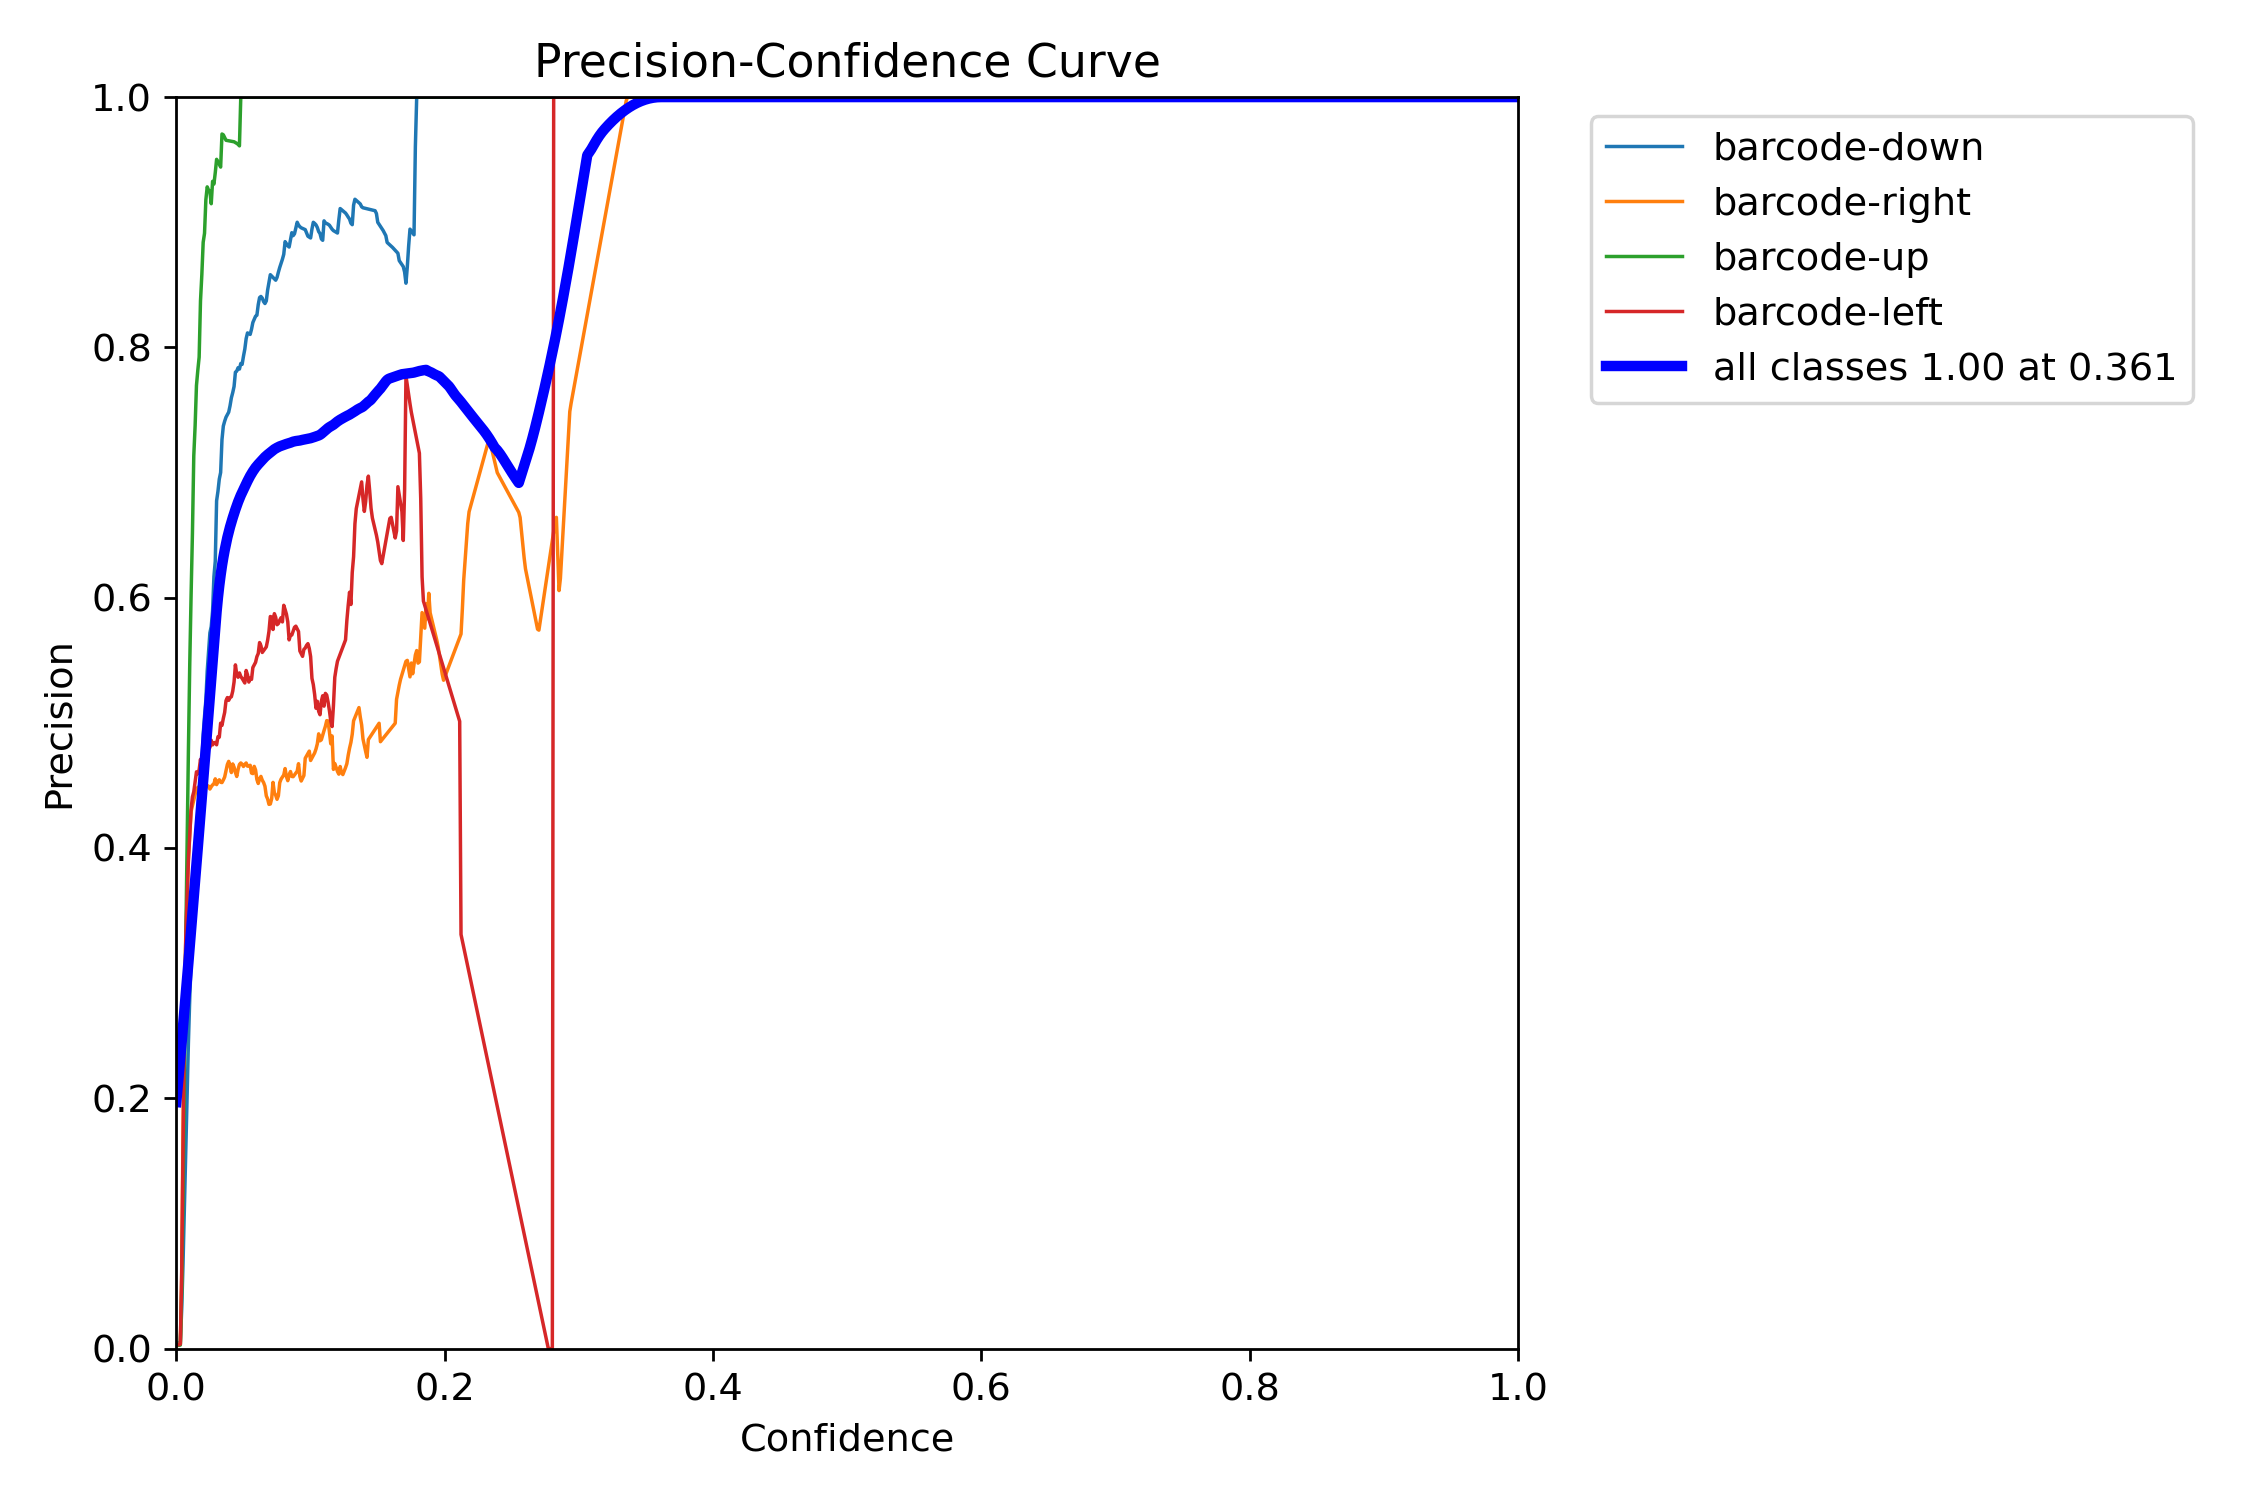 Precision-Confidence Curve
1.0
0.8
0.6
0.4
0.2
0.0
Precision
0.0 0.2 0.4 0.6 0.8 1.0
Confidence
barcode-down
barcode-right
barcode-up
barcode-left
all classes 1.00 at 0.361